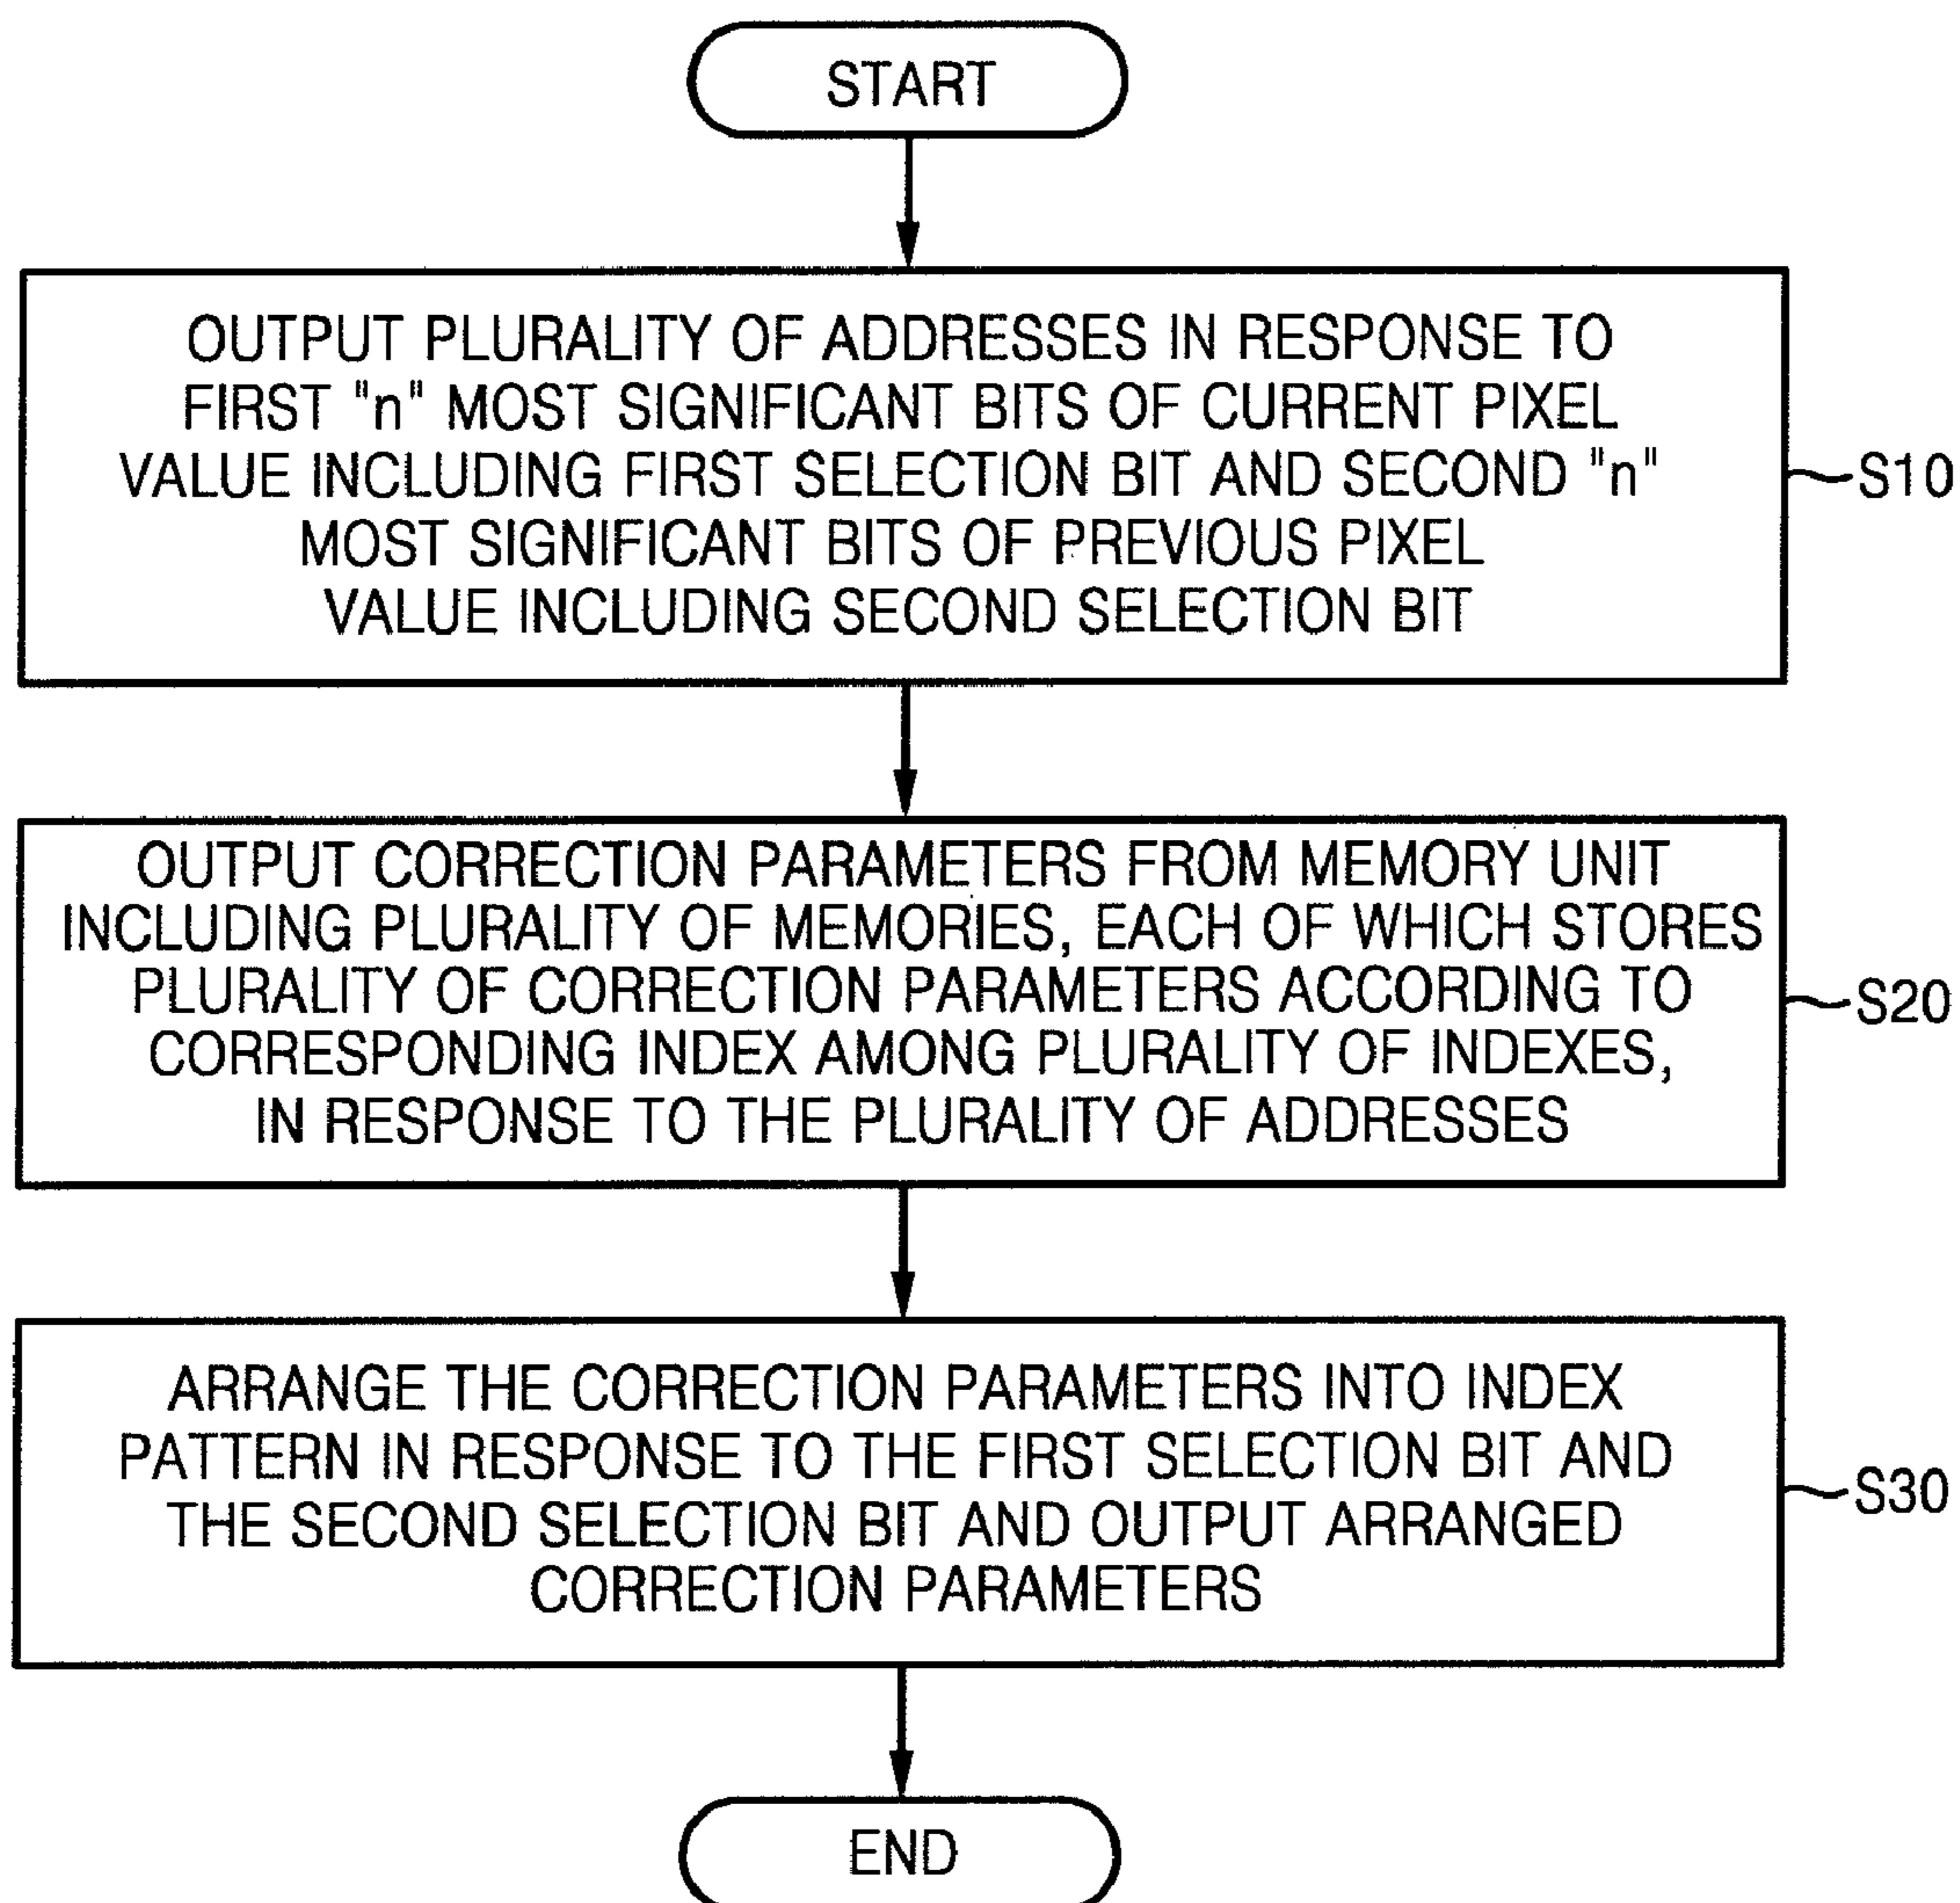 START
OUTPUT PLURALITY OF ADDRESSES IN RESPONSE TO
FIRST "n" MOST SIGNIFICANT BITS OF CURRENT PIXEL
VALUE INCLUDING FIRST SELECTION BIT AND SECOND "n"
MOST SIGNIFICANT BITS OF PREVIOUS PIXEL
VALUE INCLUDING SECOND SELECTION BIT
S10
OUTPUT CORRECTION PARAMETERS FROM MEMORY UNIT
INCLUDING PLURALITY OF MEMORIES, EACH OF WHICH STORES
PLURALITY OF CORRECTION PARAMETERS ACCORDING TO
CORRESPONDING INDEX AMONG PLURALITY OF INDEXES,
IN RESPONSE TO THE PLURALITY OF ADDRESSES
S20
ARRANGE THE CORRECTION PARAMETERS INTO INDEX
PATTERN IN RESPONSE TO THE FIRST SELECTION BIT AND
THE SECOND SELECTION BIT AND OUTPUT ARRANGED
CORRECTION PARAMETERS
S30
END